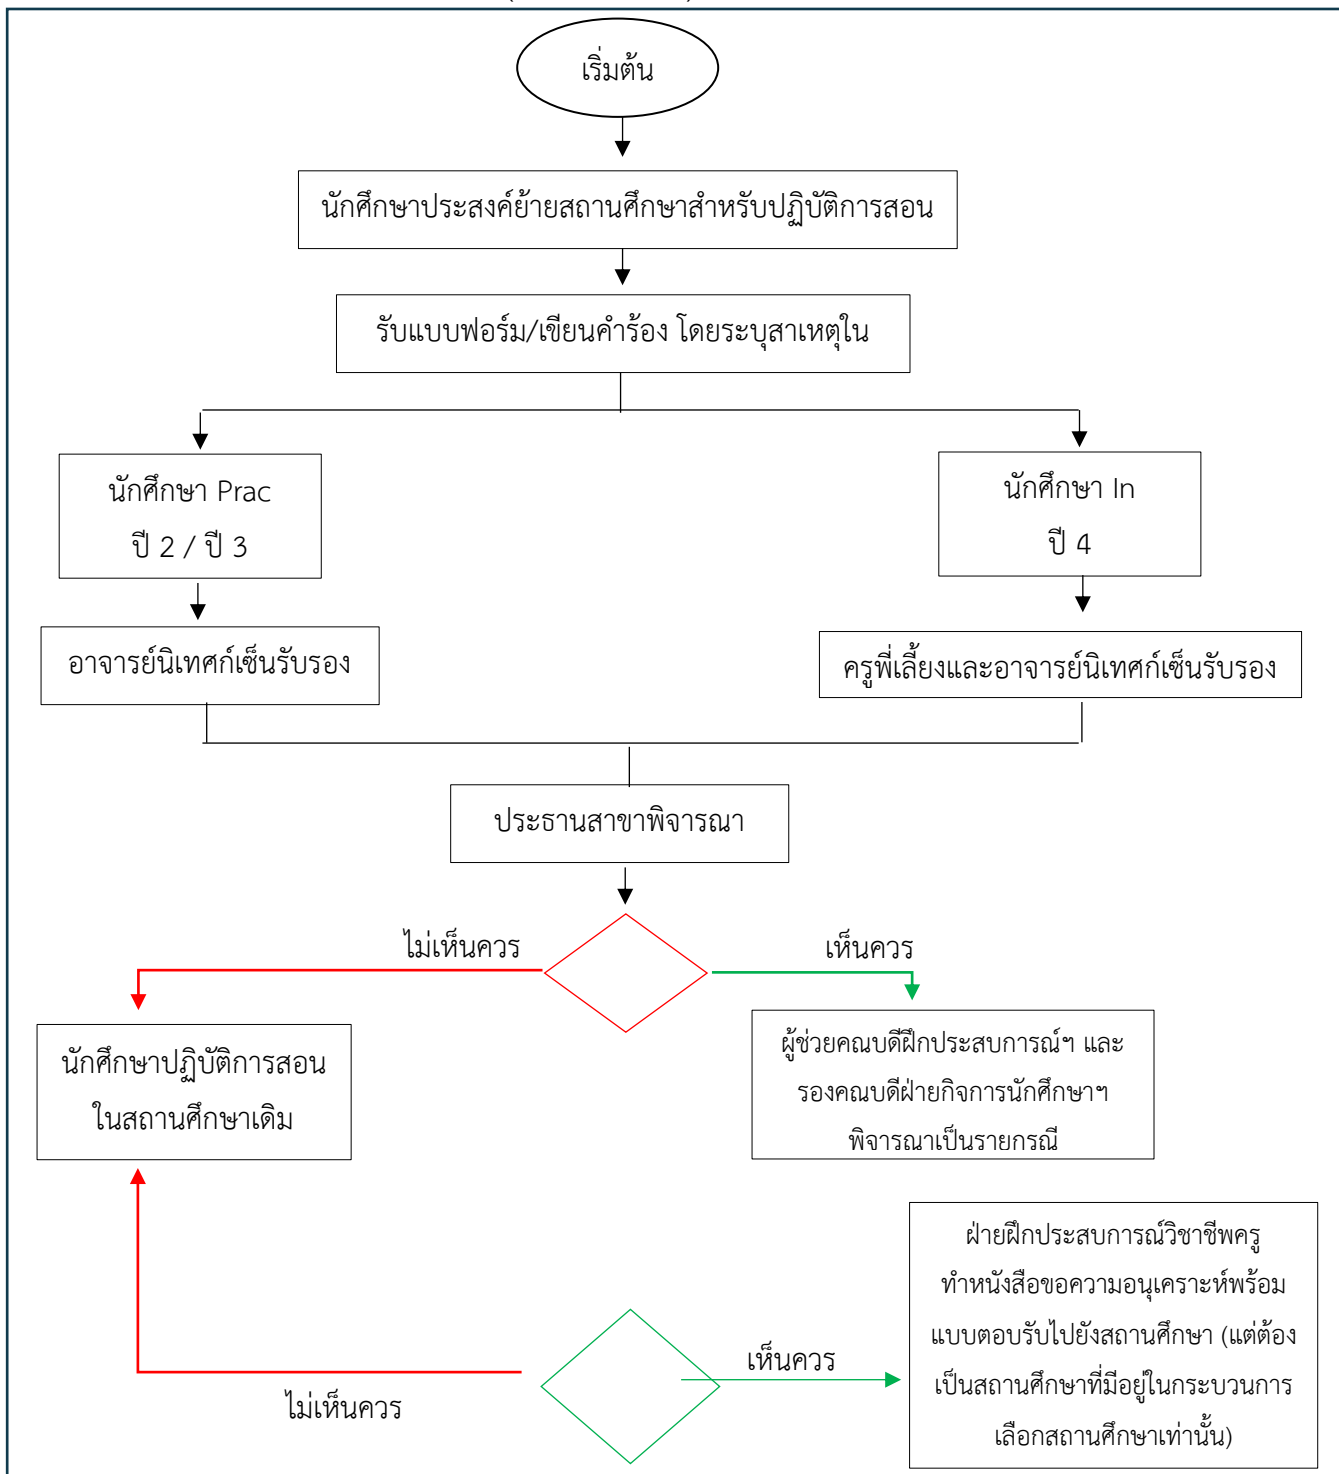 เริ่มต้น
นักศึกษาประสงค์ย้ายสถานศึกษาสำหรับปฏิบัติการสอน
รับแบบฟอร์ม/เขียนคำร้อง โดยระบุสาเหตุใน
นักศึกษา Prac
ปี 2 / ปี 3
นักศึกษา In
ปี 4
อาจารย์นิเทศก์เซ็นรับรอง
ครูพี่เลี้ยงและอาจารย์นิเทศก์เซ็นรับรอง
ประธานสาขาพิจารณา
ไม่เห็นควร
เห็นควร
นักศึกษาปฏิบัติการสอน
ในสถานศึกษาเดิม
ผู้ช่วยคณบดีฝึกประสบการณ์ฯ และ
รองคณบดีฝ่ายกิจการนักศึกษาฯ
พิจารณาเป็นรายกรณี
ฝ่ายฝึกประสบการณ์วิชาชีพครู
ทำหนังสือขอความอนุเคราะห์พร้อม
แบบตอบรับไปยังสถานศึกษา (แต่ต้อง
เป็นสถานศึกษาที่มีอยู่ในกระบวนการ
เลือกสถานศึกษาเท่านั้น)
เห็นควร
ไม่เห็นควร